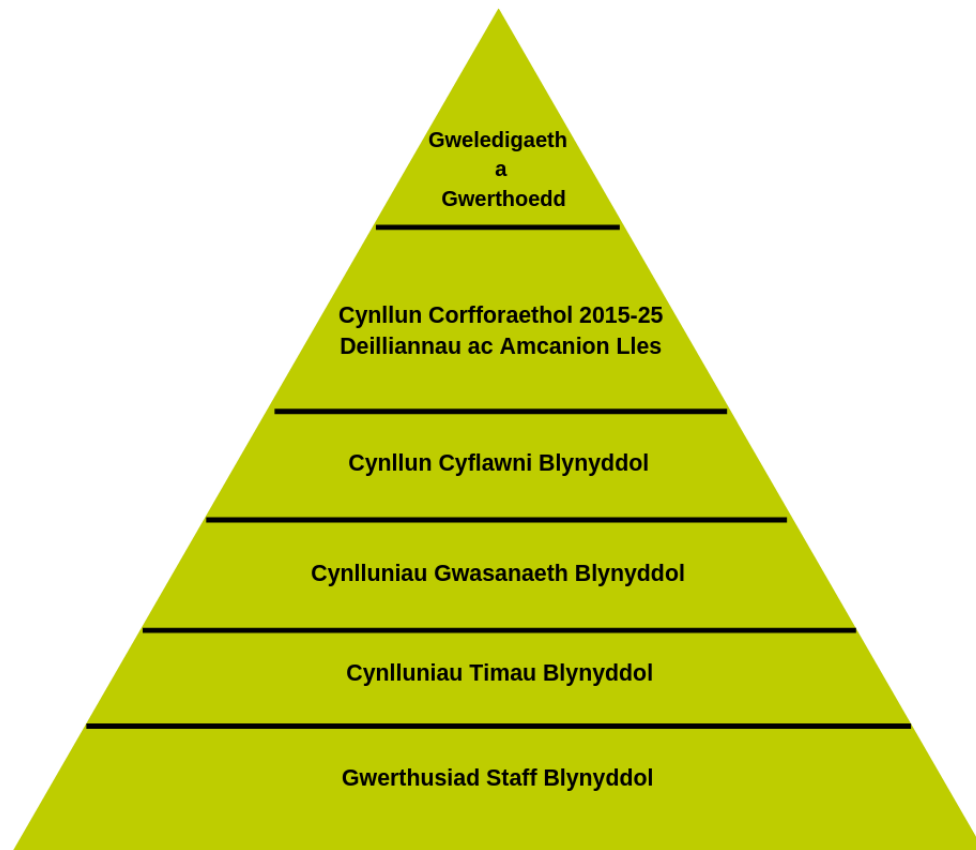 Gweledigaeth
a
Gwerthoedd
Cynllun Corfforaethol 2015-25
Deilliannau ac Amcanion Lles
Cynllun Cyflawni Blynyddol
Cynlluniau Gwasanaeth Blynyddol
Cynlluniau Timau Blynyddol
Gwerthusiad Staff Blynyddol